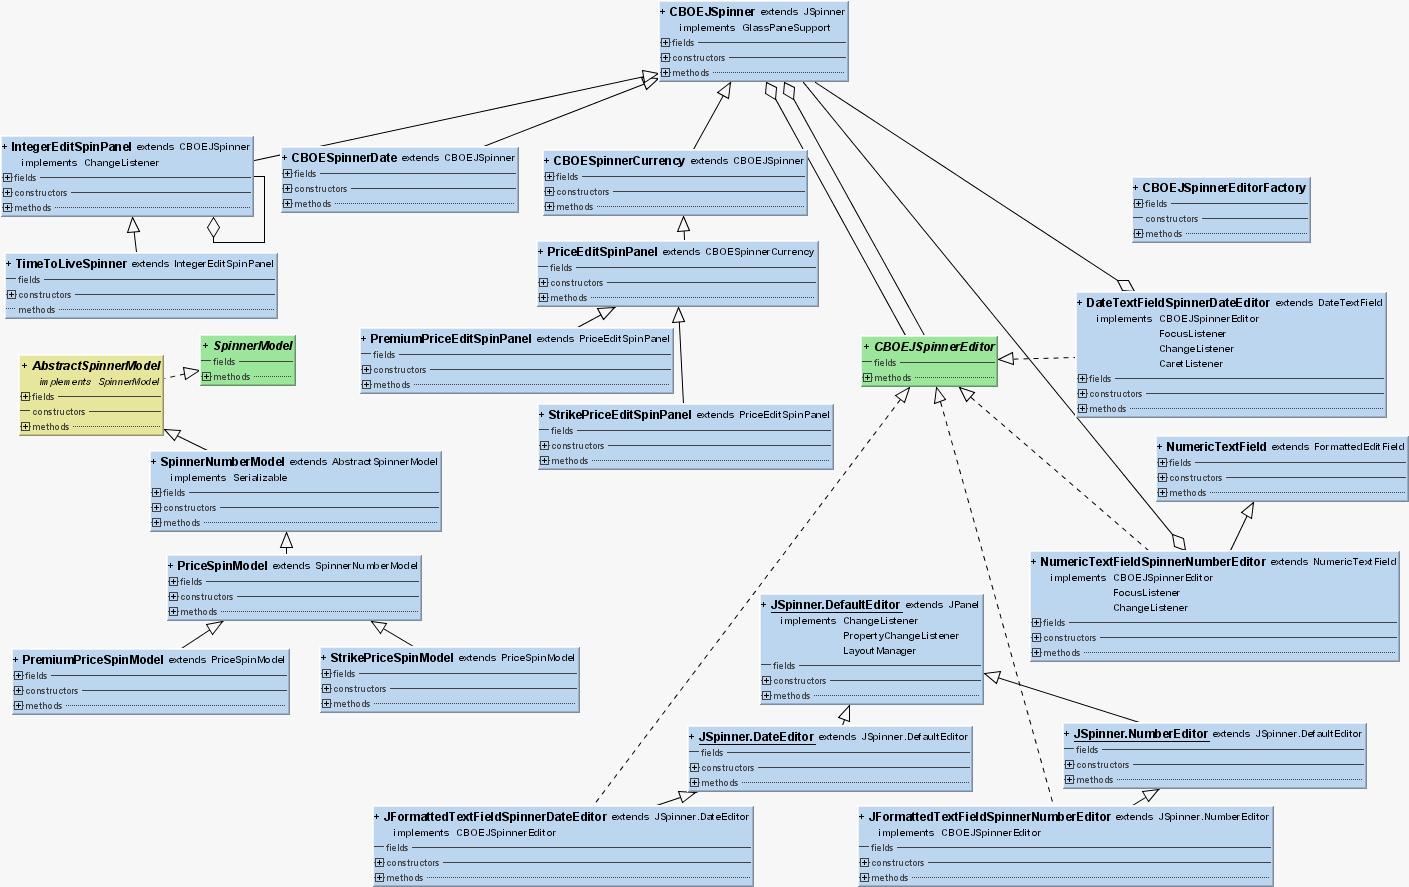 + CBOEJSpinner extends JSpinner
implements GlassPaneSupport
fields
constructors
methods
+ IntegerEditSpinPanel extends CBOEJSpinner
implements ChangeListener
fields
constructors
methods
+ CBOESpinnerDate extends CBOEJSpinner
fields
constructors
methods
+ CBOESpinnerCurrency extends CBOEJSpinner
fields
constructors
methods
+ CBOEJSpinnerEditorFactory
fields
constructors
methods
+ TimeToLiveSpinner extends IntegerEditSpinPanel
fields
constructors
methods
+ PriceEditSpinPanel extends CBOESpinnerCurrency
fields
constructors
methods
+ DateTextFieldSpinnerDateEditor extends DateTextField
implements CBOEJSpinnerEditor
FocusListener
ChangeListener
CaretListener
fields
constructors
methods
+ SpinnerModel
fields
methods
+ AbstractSpinnerModel
implements SpinnerModel
fields
constructors
methods
+ PremiumPriceEditSpinPanel extends PriceEditSpinPanel
fields
constructors
methods
+ CBOEJSpinnerEditor
fields
methods
+ StrikePriceEditSpinPanel extends PriceEditSpinPanel
fields
constructors
methods
+ NumericTextField extends FormattedEditField
fields
constructors
methods
+ SpinnerNumberModel extends AbstractSpinnerModel
implements Serializable
fields
constructors
methods
+ PriceSpinModel extends SpinnerNumberModel
fields
constructors
methods
+ NumericTextFieldSpinnerNumberEditor extends NumericTextField
implements CBOEJSpinnerEditor
FocusListener
ChangeListener
fields
constructors
methods
+ JSpinner.DefaultEditor extends JPanel
implements ChangeListener
PropertyChangeListener
LayoutManager
fields
constructors
methods
+ PremiumPriceSpinModel extends PriceSpinModel
fields
constructors
methods
+ StrikePriceSpinModel extends PriceSpinModel
fields
constructors
methods
+ JSpinner.DateEditor extends JSpinner.DefaultEditor
fields
constructors
methods
+ JSpinner.NumberEditor extends JSpinner.DefaultEditor
fields
constructors
methods
+ JFormattedTextFieldSpinnerDateEditor extends JSpinner.DateEditor
implements CBOEJSpinnerEditor
fields
constructors
methods
+ JFormattedTextFieldSpinnerNumberEditor extends JSpinner.NumberEditor
implements CBOEJSpinnerEditor
fields
constructors
methods